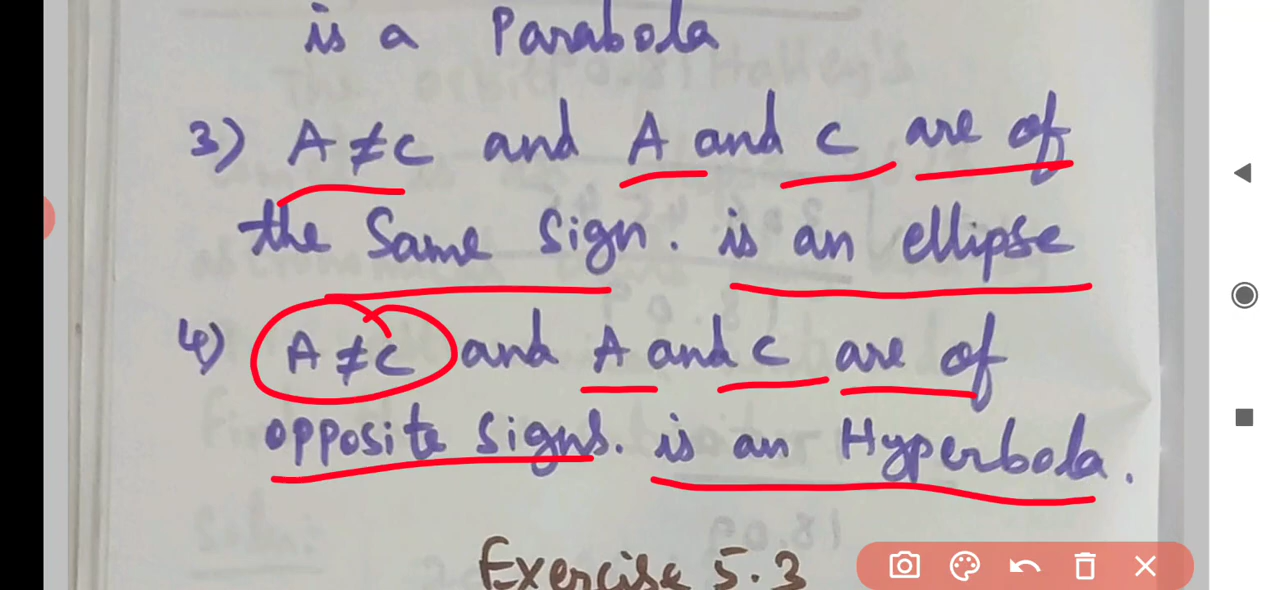 is a Parabola
3) A ≠ C and A and C are of
the Same Sign. is an ellipse
4) A ≠ C and A and C are of
opposite signs. is an Hyperbola.
Exercise 5.3